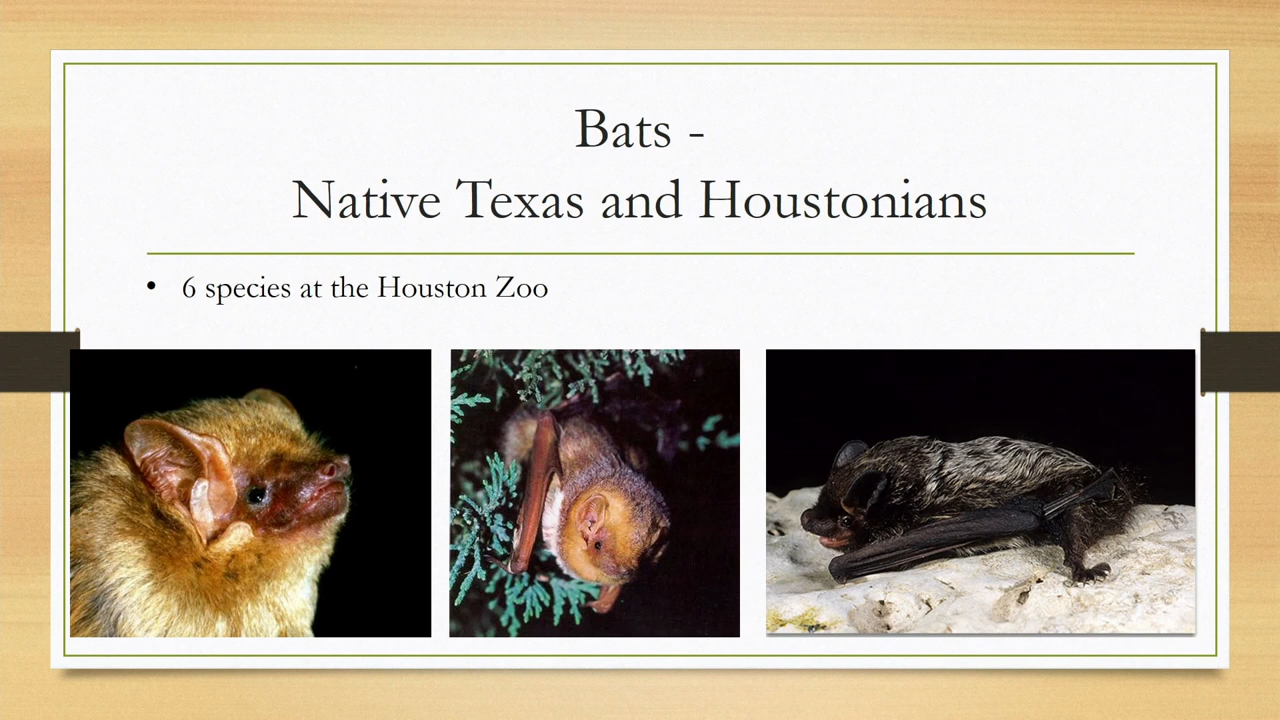 Bats -
Native Texas and Houstonians
• 6 species at the Houston Zoo